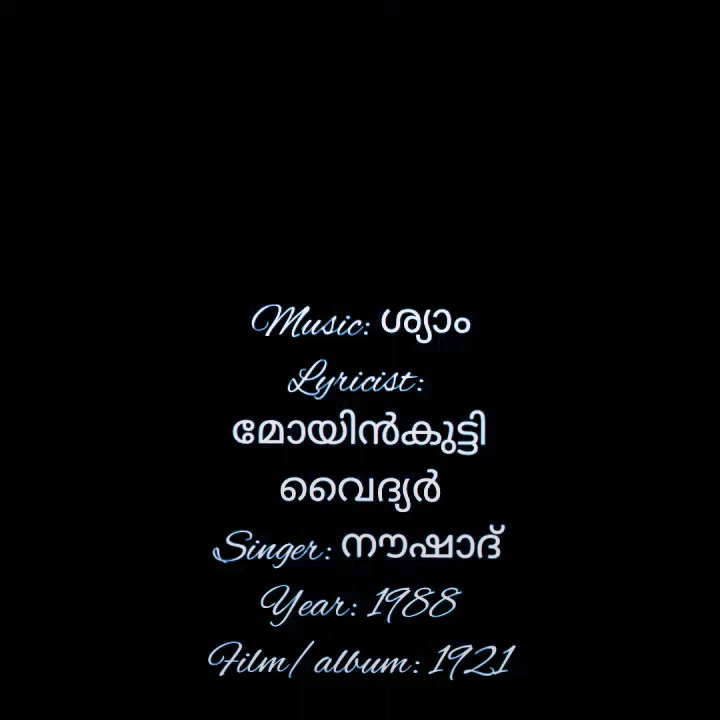 Music: ശ്യാം
Lyricist:
മോയിൻകുട്ടി
വൈദ്യർ
Singer: നൗഷാദ്
Year: 1988
Film/ album: 1921